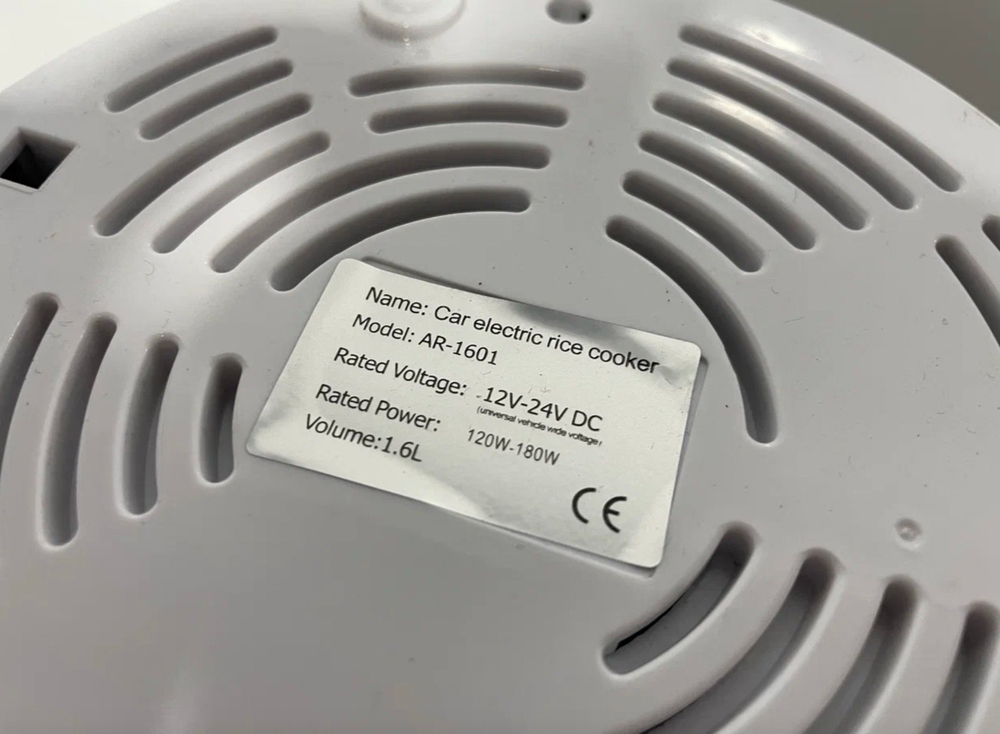 Name: Car electric rice cooker
Model: AR-1601
Rated Voltage: 12V-24V DC
(universal vehicle wide voltage)
Rated Power: 120W-180W
Volume:1.6L
CE